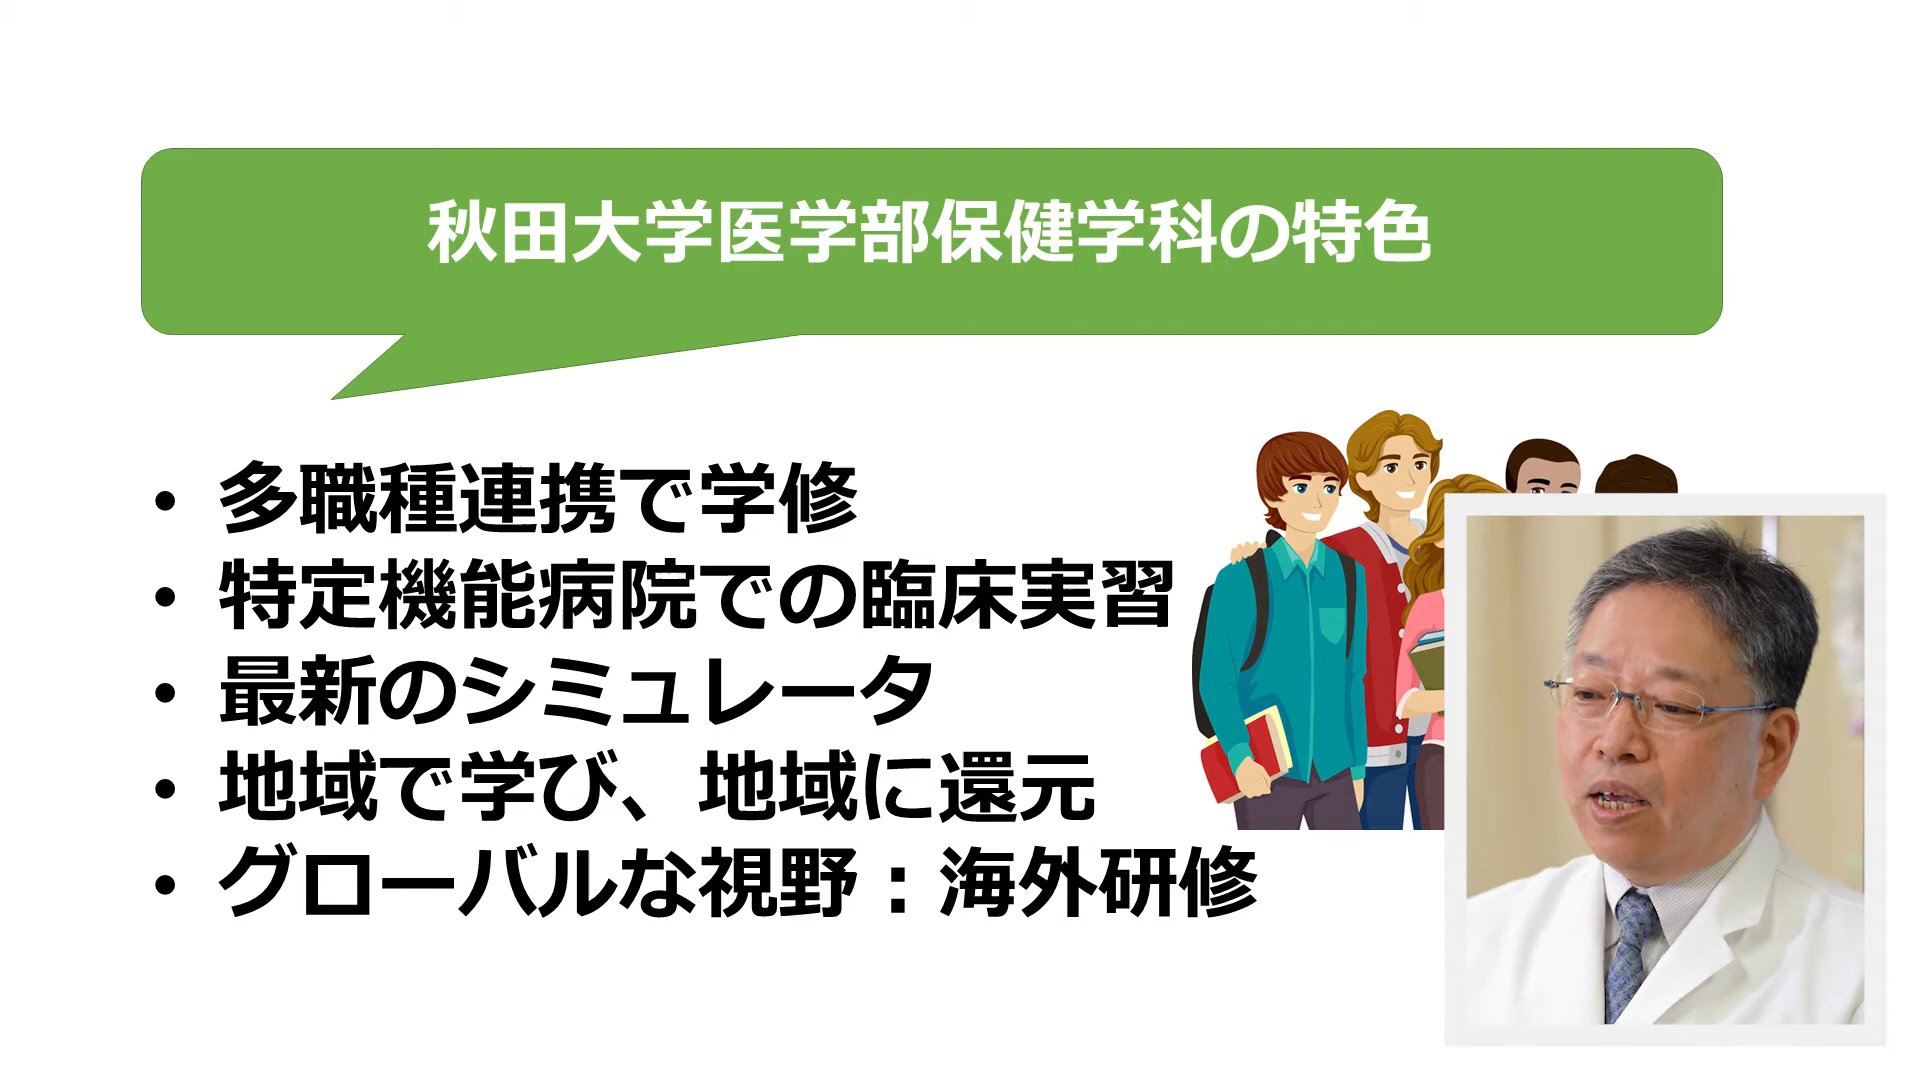 秋田大学医学部保健学科の特色
• 多職種連携で学修
• 特定機能病院での臨床実習
• 最新のシミュレータ
• 地域で学び、地域に還元
• グローバルな視野：海外研修